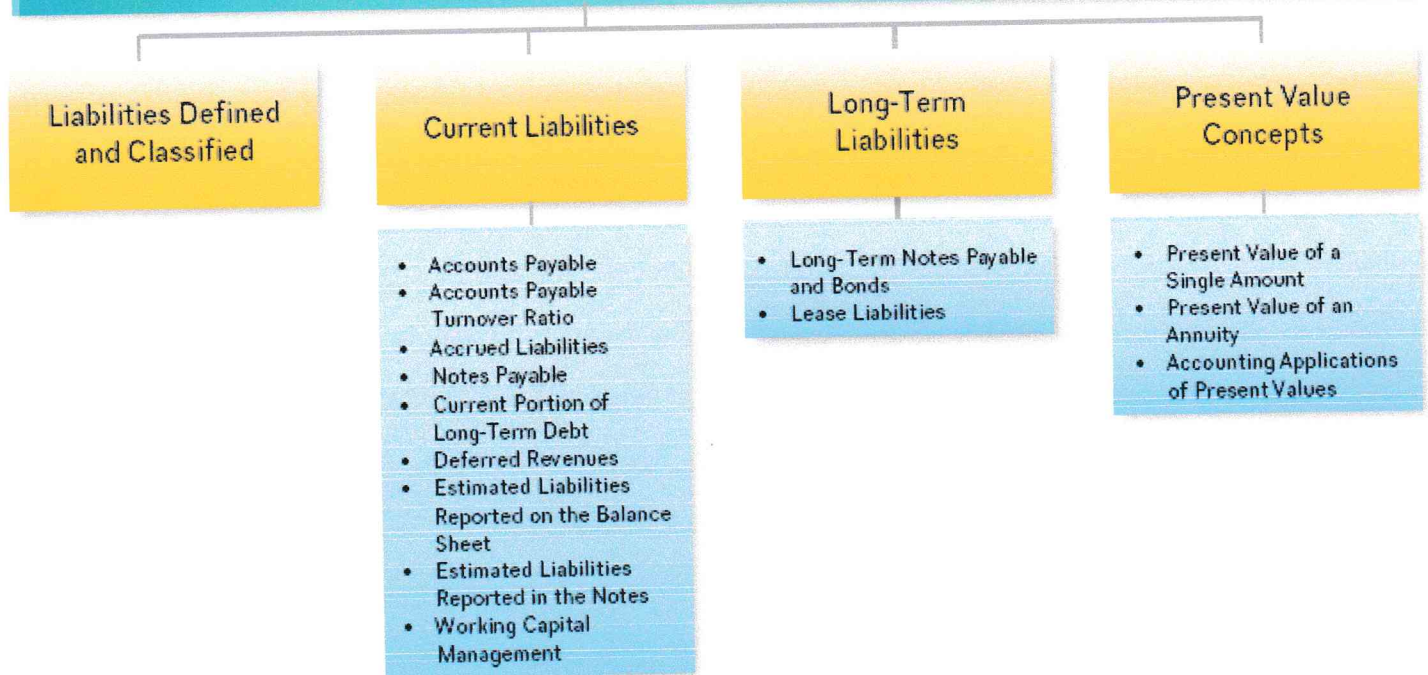 Liabilities Defined
and Classified
Current Liabilities
• Accounts Payable
• Accounts Payable
Turnover Ratio
• Accrued Liabilities
• Notes Payable
• Current Portion of
Long-Term Debt
• Deferred Revenues
• Estimated Liabilities
Reported on the Balance
Sheet
• Estimated Liabilities
Reported in the Notes
• Working Capital
Management
Long-Term
Liabilities
• Long-Term Notes Payable
and Bonds
• Lease Liabilities
Present Value
Concepts
• Present Value of a
Single Amount
• Present Value of an
Annuity
• Accounting Applications
of Present Values